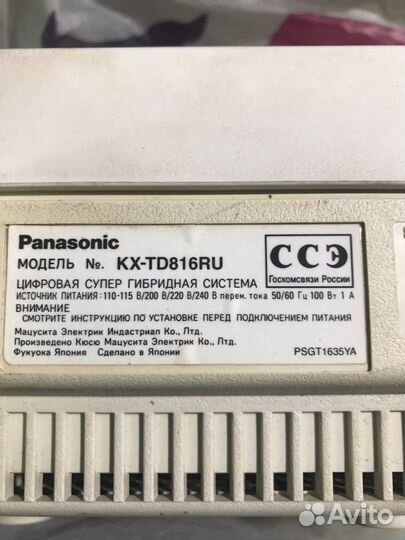 Panasonic
МОДЕЛЬ №. KX-TD816RU
ЦИФРОВАЯ СУПЕР ГИБРИДНАЯ СИСТЕМА
ИСТОЧНИК ПИТАНИЯ:110-115 В/200 В/220 В/240 В перем. тока 50/60 Гц 100 Вт 1 А
ВНИМАНИЕ
СМОТРИТЕ ИНСТРУКЦИЮ ПО УСТАНОВКЕ ПЕРЕД ПОДКЛЮЧЕНИЕМ ПИТАНИЯ
Мацусита Электрик Индастриал Ко., Лтд.
Произведено Кюсю Мацусита Электрик Ко., Лтд.
Фукуока Япония Сделано в Японии
PSGT1635YA
ССЭ
Госкомсвязи России
Avito